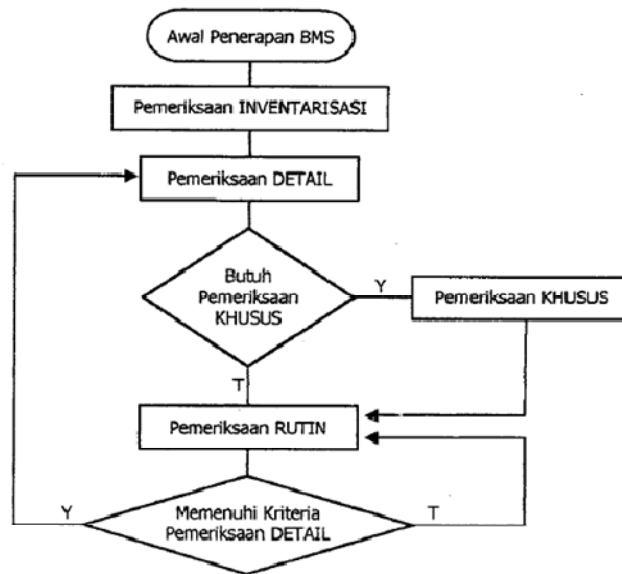 Awal Penerapan BMS
Pemeriksaan INVENTARISASI
Pemeriksaan DETAIL
Butuh
Pemeriksaan
KHUSUS
Y
Pemeriksaan KHUSUS
T
Pemeriksaan RUTIN
Y
Memenuhi Kriteria
Pemeriksaan DETAIL
T